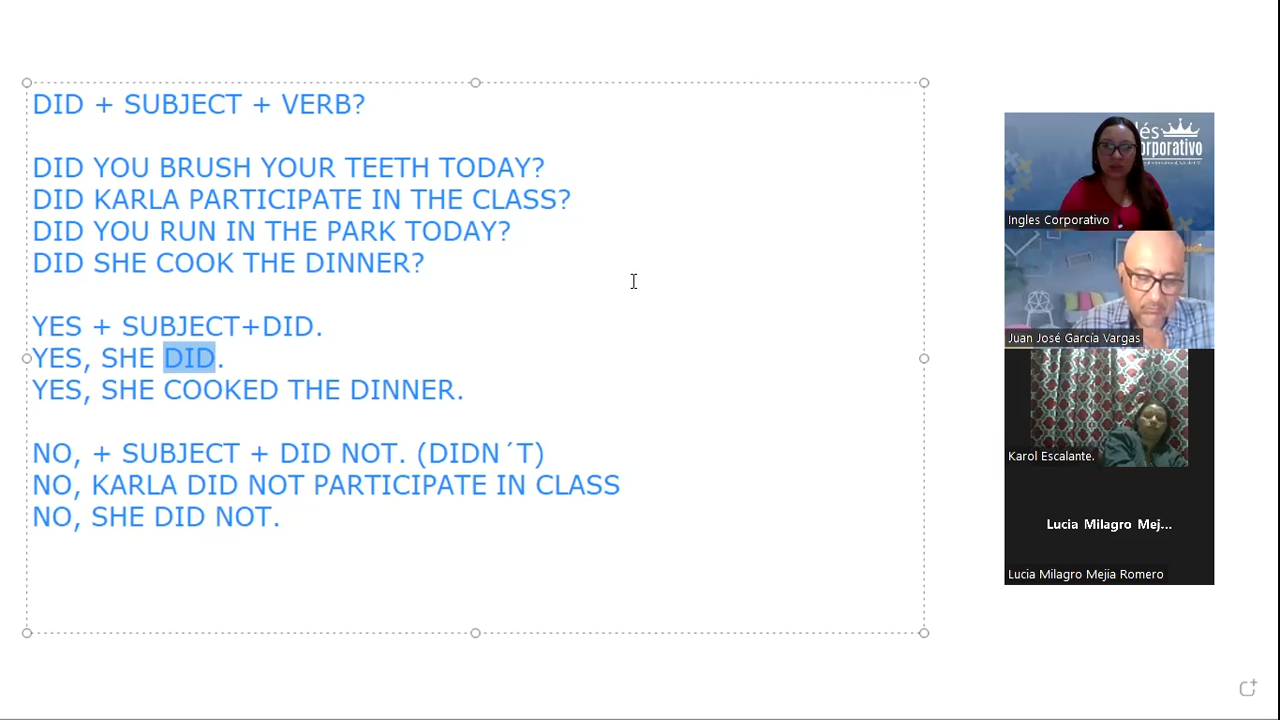 DID + SUBJECT + VERB?
DID YOU BRUSH YOUR TEETH TODAY?
DID KARLA PARTICIPATE IN THE CLASS?
DID YOU RUN IN THE PARK TODAY?
DID SHE COOK THE DINNER?
YES + SUBJECT+DID.
YES, SHE DID.
YES, SHE COOKED THE DINNER.
NO, + SUBJECT + DID NOT. (DIDN´T)
NO, KARLA DID NOT PARTICIPATE IN CLASS
NO, SHE DID NOT.
és
orporativo
Ingles Corporativo
Juan José García Vargas
Karol Escalante.
Lucia Milagro Mej...
Lucia Milagro Mejia Romero